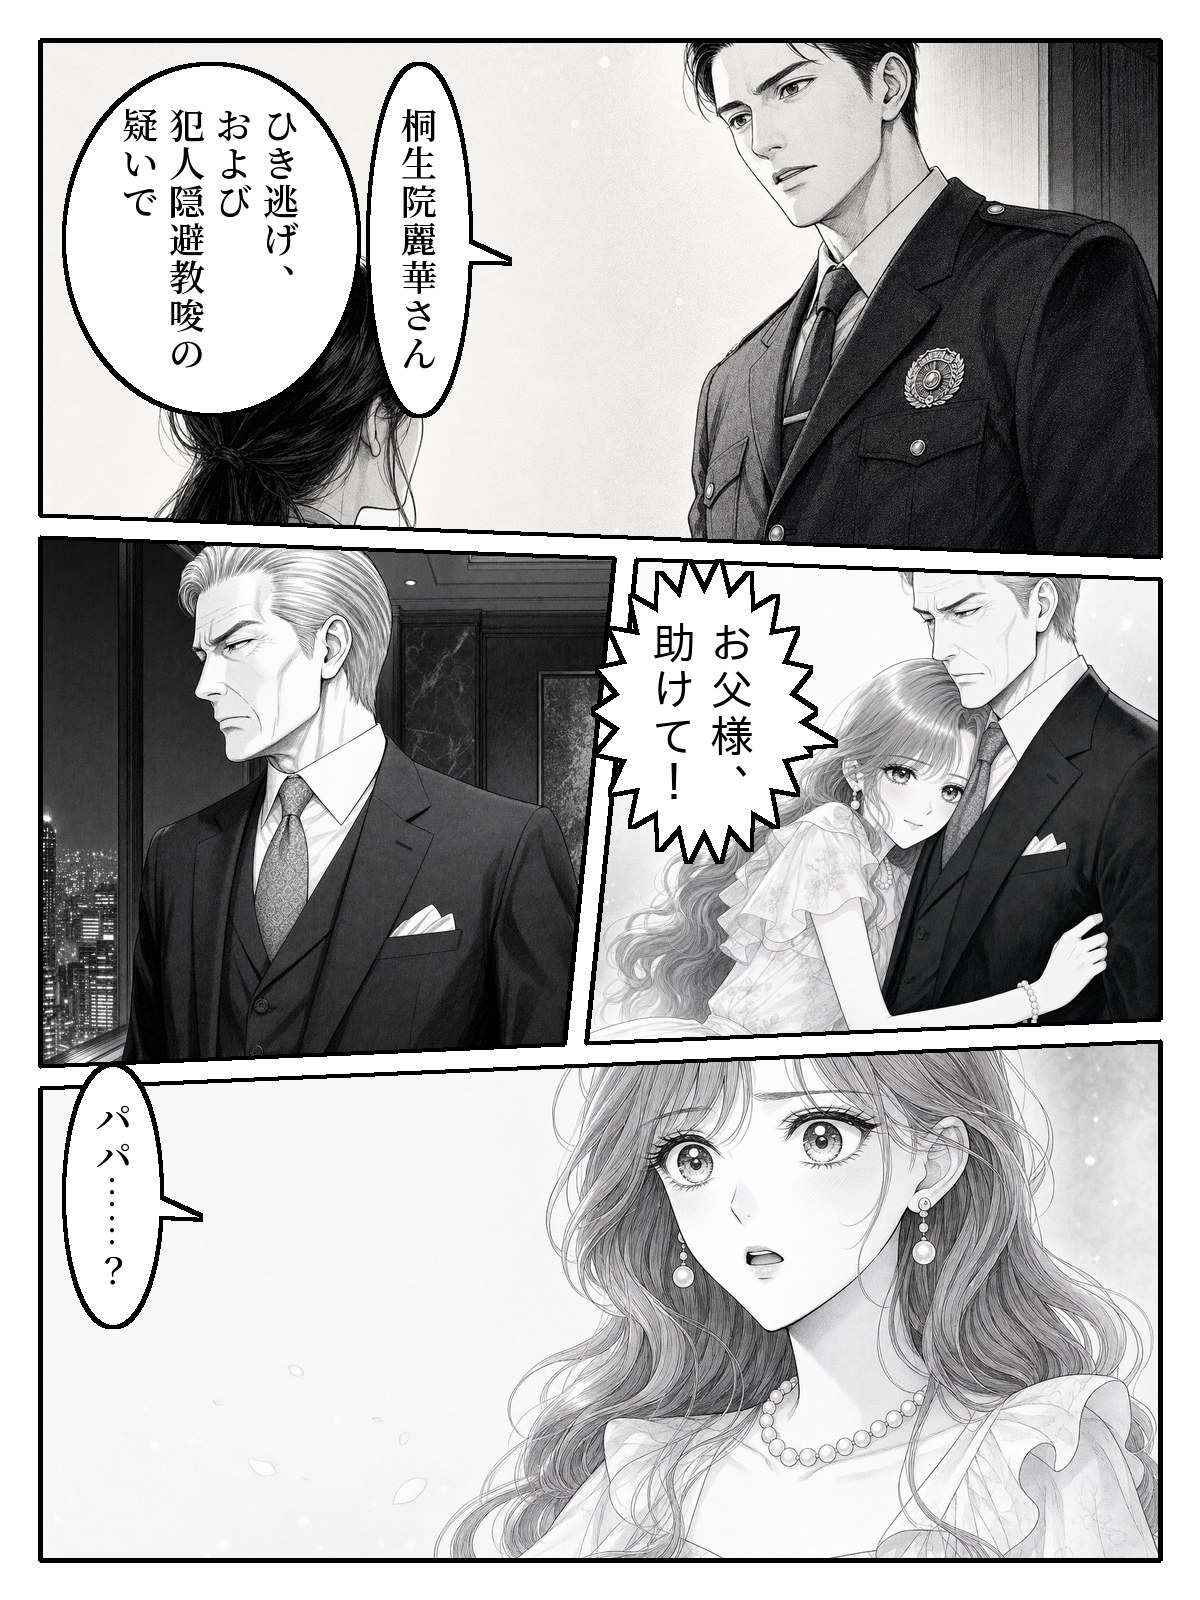 桐生院麗華さん
ひき逃げ、
および
犯人隠避教唆の
疑いで
お父様、
助けて！
パパ……？